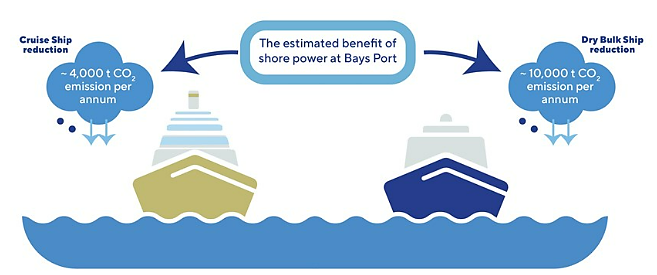 Cruise Ship
reduction
~ 4,000 t CO₂
emission per
annum
The estimated benefit of
shore power at Bays Port
Dry Bulk Ship
reduction
~ 10,000 t CO₂
emission per
annum